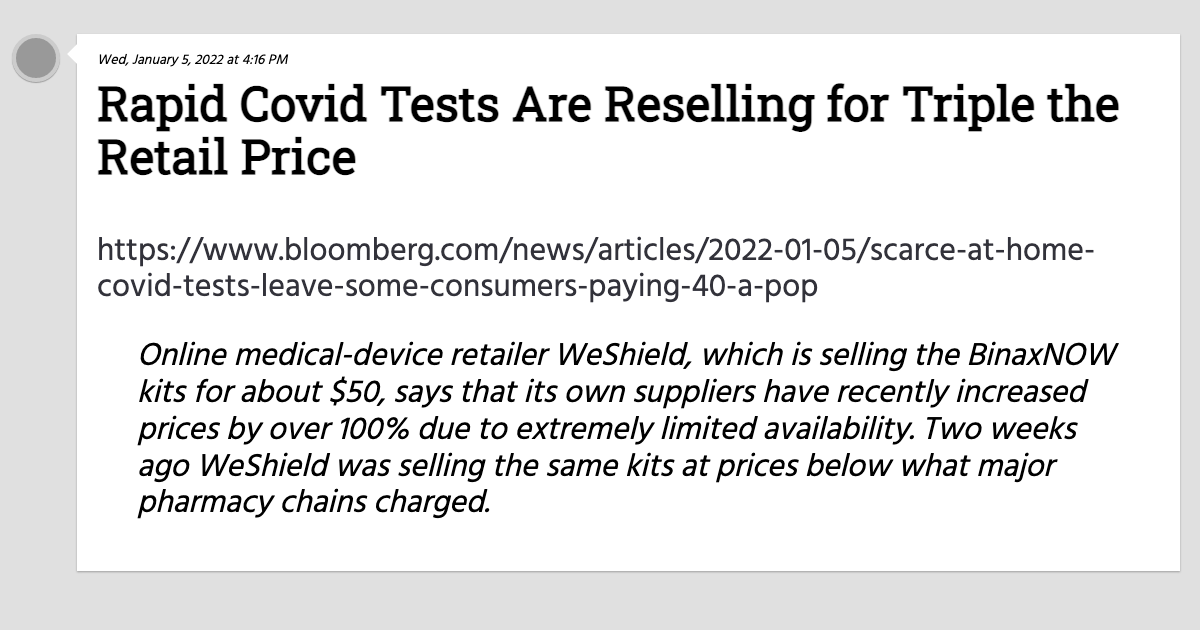 Wed, January 5, 2022 at 4:16 PM
Rapid Covid Tests Are Reselling for Triple the
Retail Price
https://www.bloomberg.com/news/articles/2022-01-05/scarce-at-home-
covid-tests-leave-some-consumers-paying-40-a-pop
Online medical-device retailer WeShield, which is selling the BinaxNOW
kits for about $50, says that its own suppliers have recently increased
prices by over 100% due to extremely limited availability. Two weeks
ago WeShield was selling the same kits at prices below what major
pharmacy chains charged.